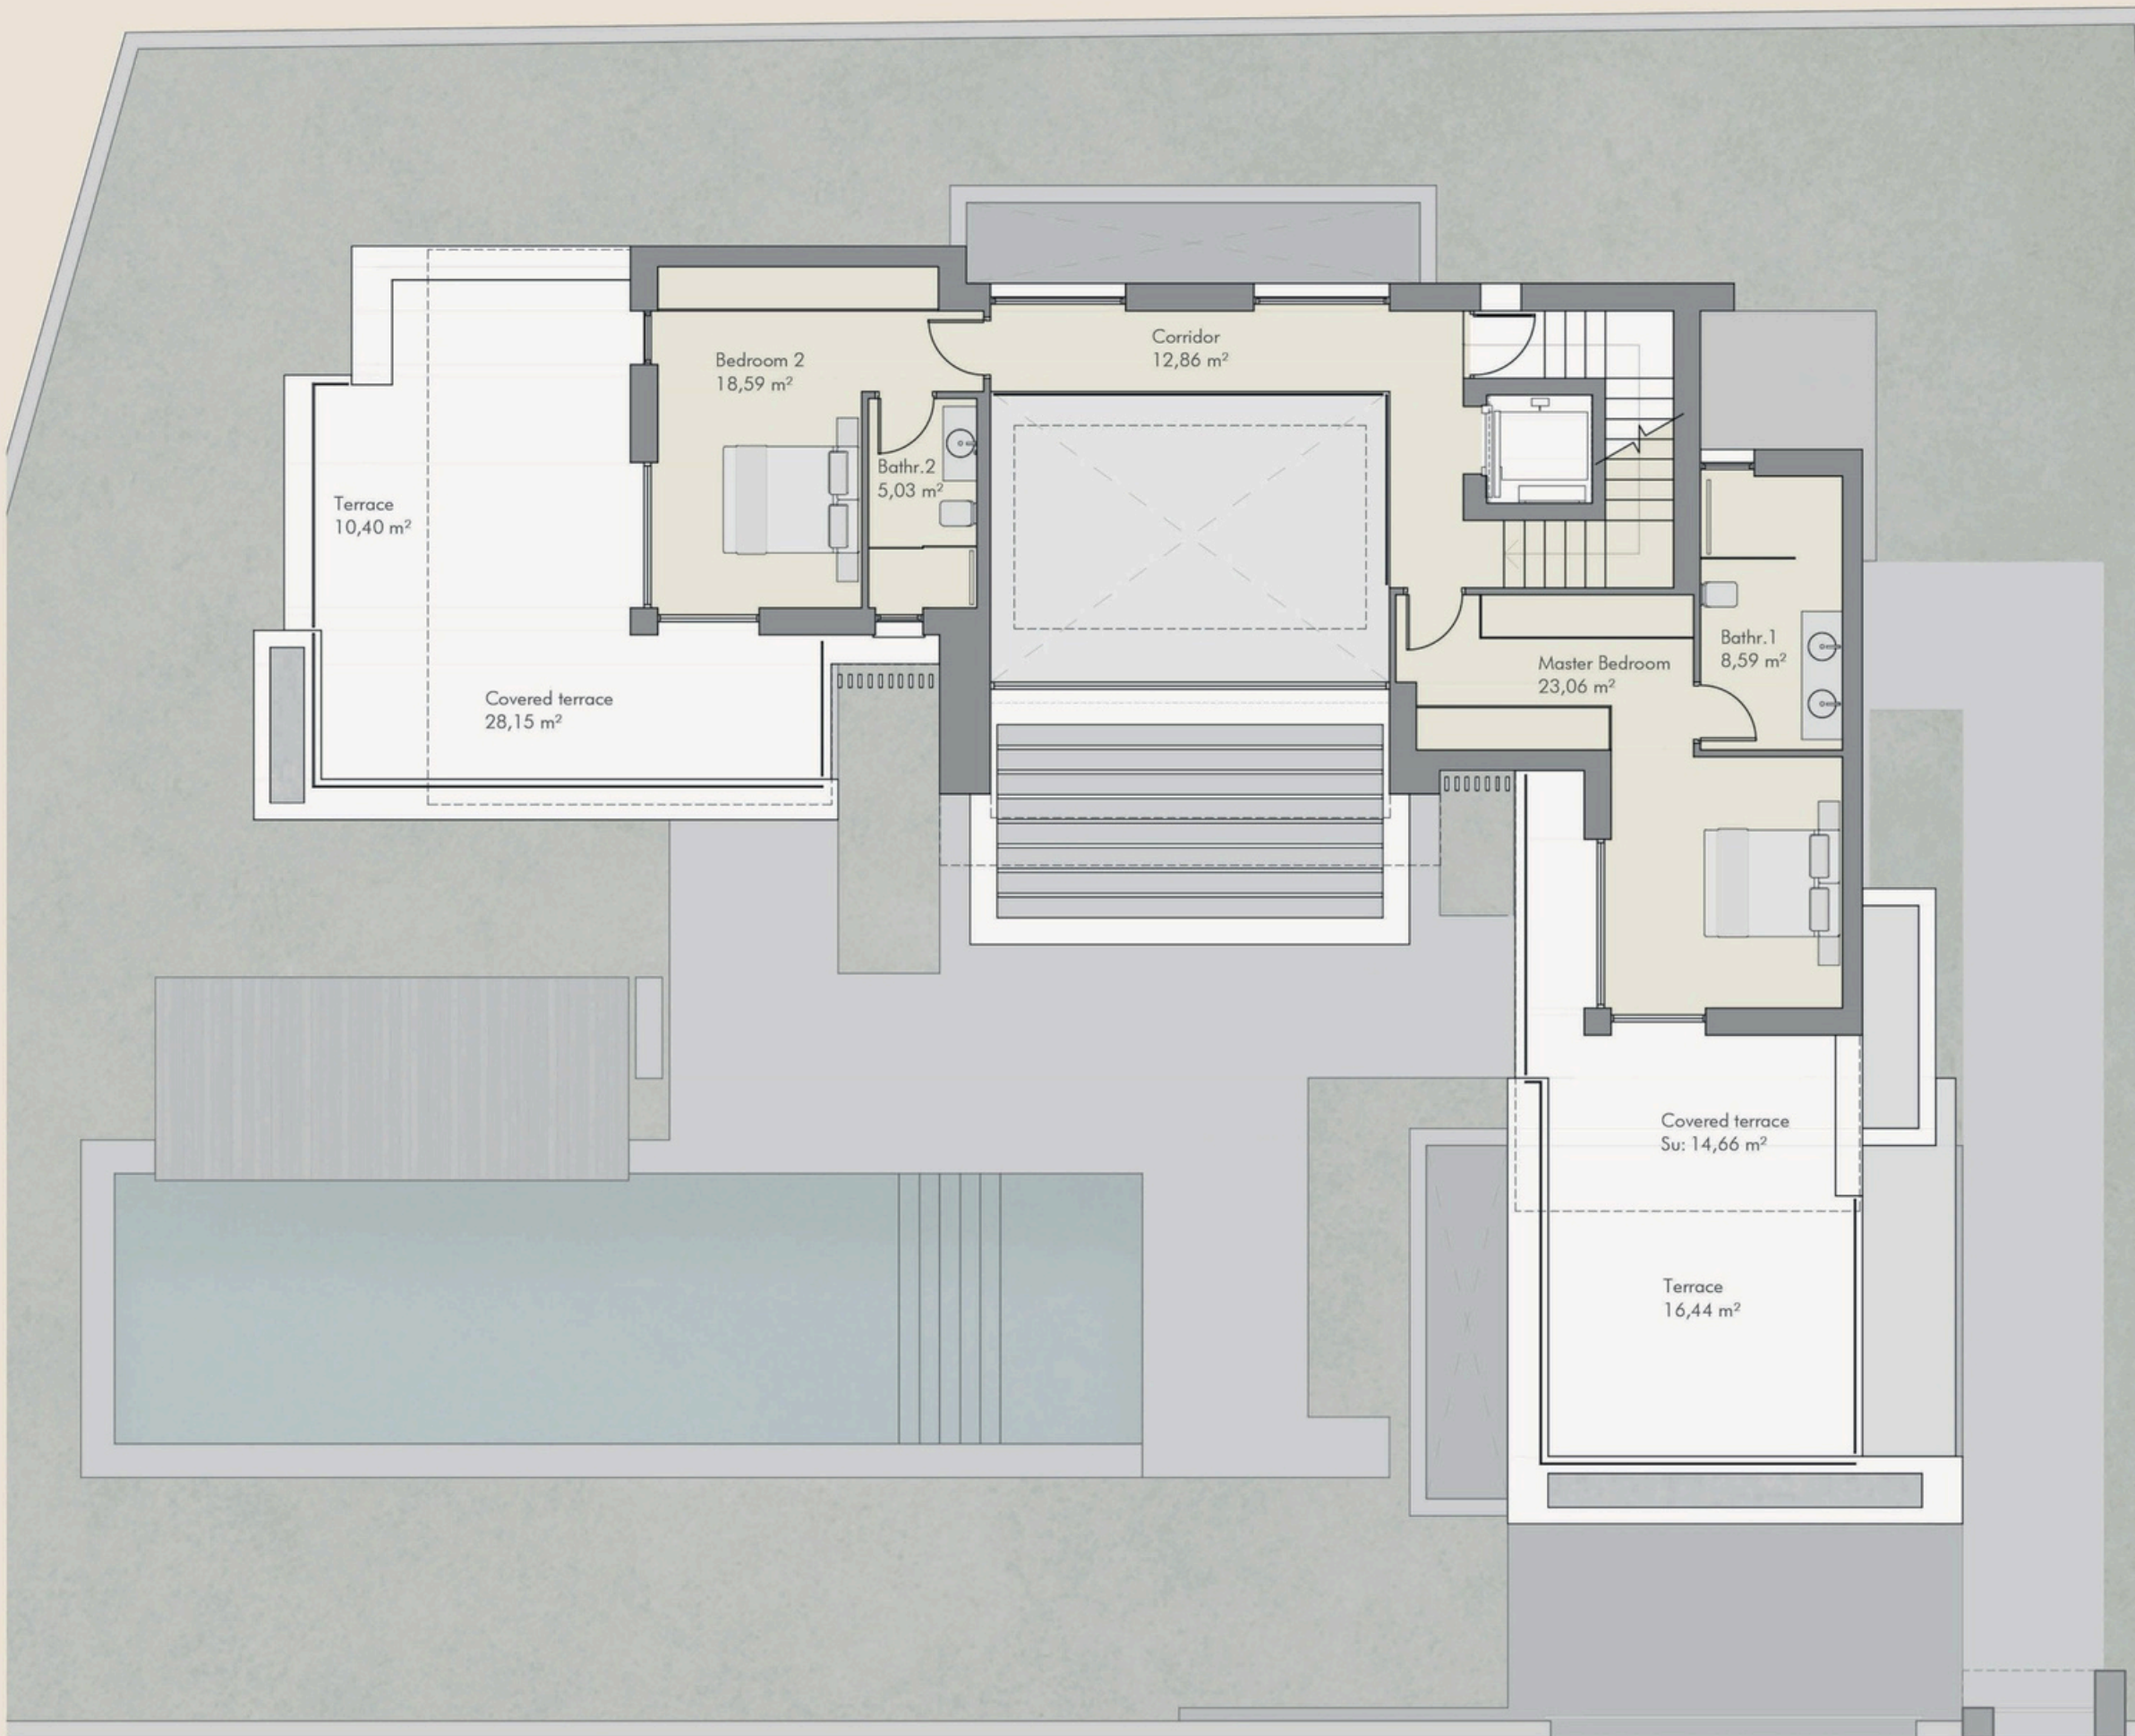 Corridor
12,86 m²
Bedroom 2
18,59 m²
Bathr.2
5,03 m²
Terrace
10,40 m²
Bathr.1
8,59 m²
Master Bedroom
23,06 m²
Covered terrace
28,15 m²
Covered terrace
Su: 14,66 m²
Terrace
16,44 m²